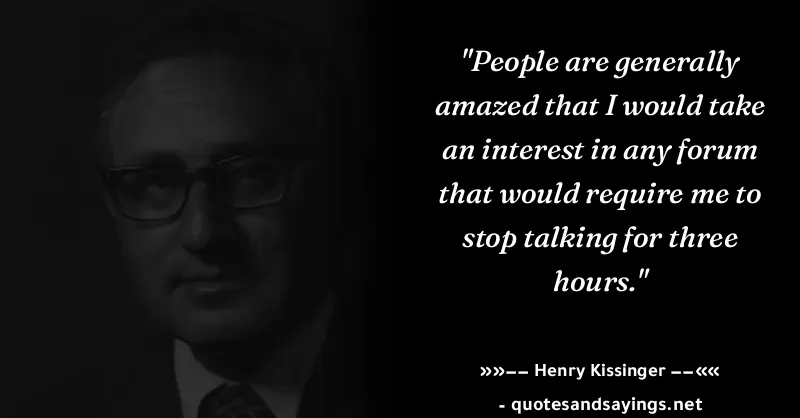 "People are generally
amazed that I would take
an interest in any forum
that would require me to
stop talking for three
hours."
»»−− Henry Kissinger −−««
- quotesandsayings.net